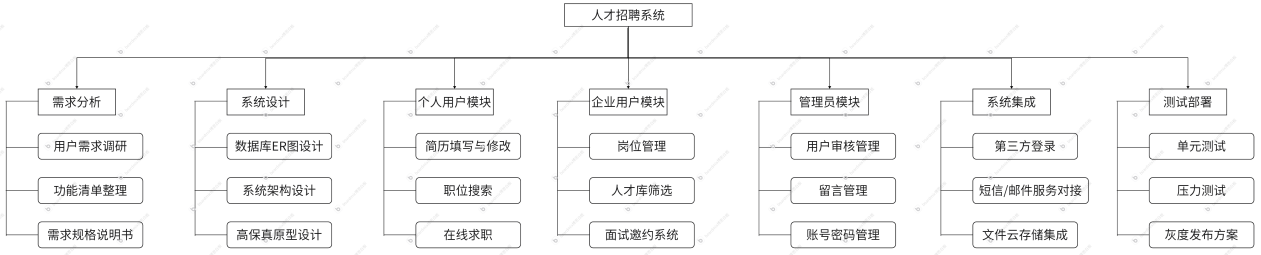 人才招聘系统
需求分析
系统设计
个人用户模块
企业用户模块
管理员模块
系统集成
测试部署
用户需求调研
数据库ER图设计
简历填写与修改
岗位管理
用户审核管理
第三方登录
单元测试
功能清单整理
系统架构设计
职位搜索
人才库筛选
留言管理
短信/邮件服务对接
压力测试
需求规格说明书
高保真原型设计
在线求职
面试邀约系统
账号密码管理
文件云存储集成
灰度发布方案